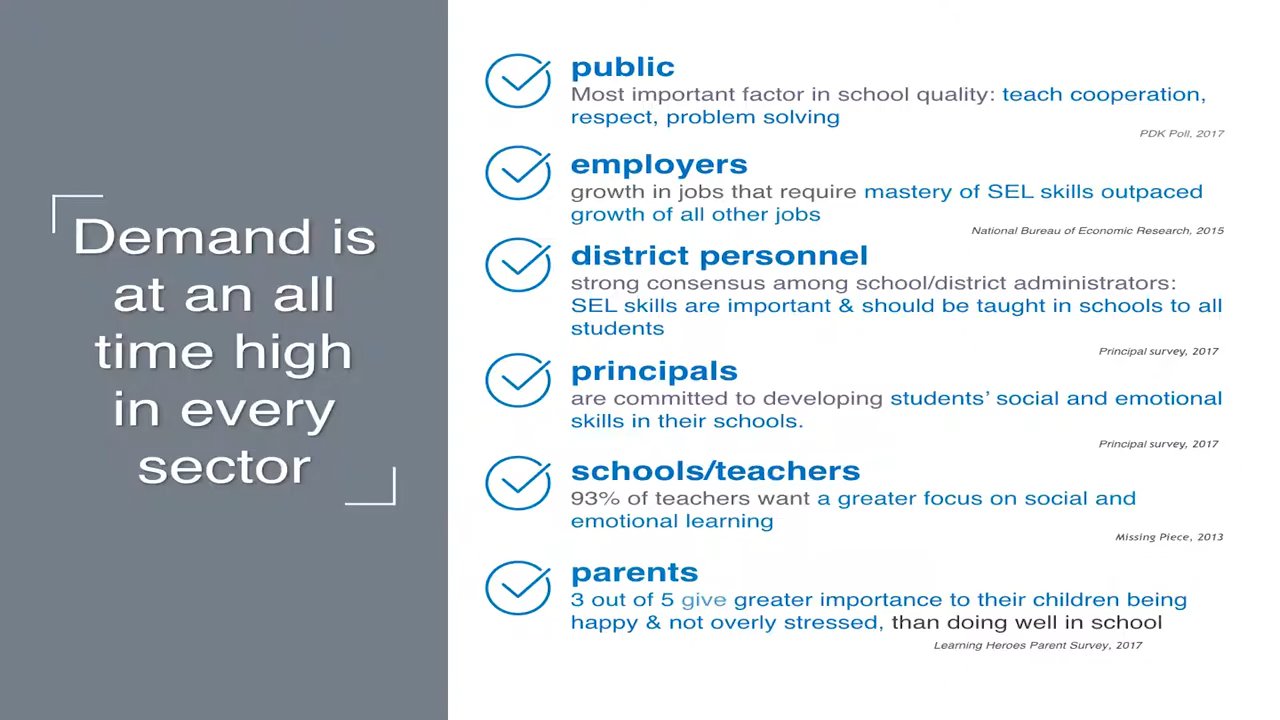 Demand is
at an all
time high
in every
sector
public
Most important factor in school quality: teach cooperation,
respect, problem solving
PDK Poll, 2017
employers
growth in jobs that require mastery of SEL skills outpaced
growth of all other jobs
National Bureau of Economic Research, 2015
district personnel
strong consensus among school/district administrators:
SEL skills are important & should be taught in schools to all
students
Principal survey, 2017
principals
are committed to developing students’ social and emotional
skills in their schools.
Principal survey, 2017
schools/teachers
93% of teachers want a greater focus on social and
emotional learning
Missing Piece, 2013
parents
3 out of 5 give greater importance to their children being
happy & not overly stressed, than doing well in school
Learning Heroes Parent Survey, 2017